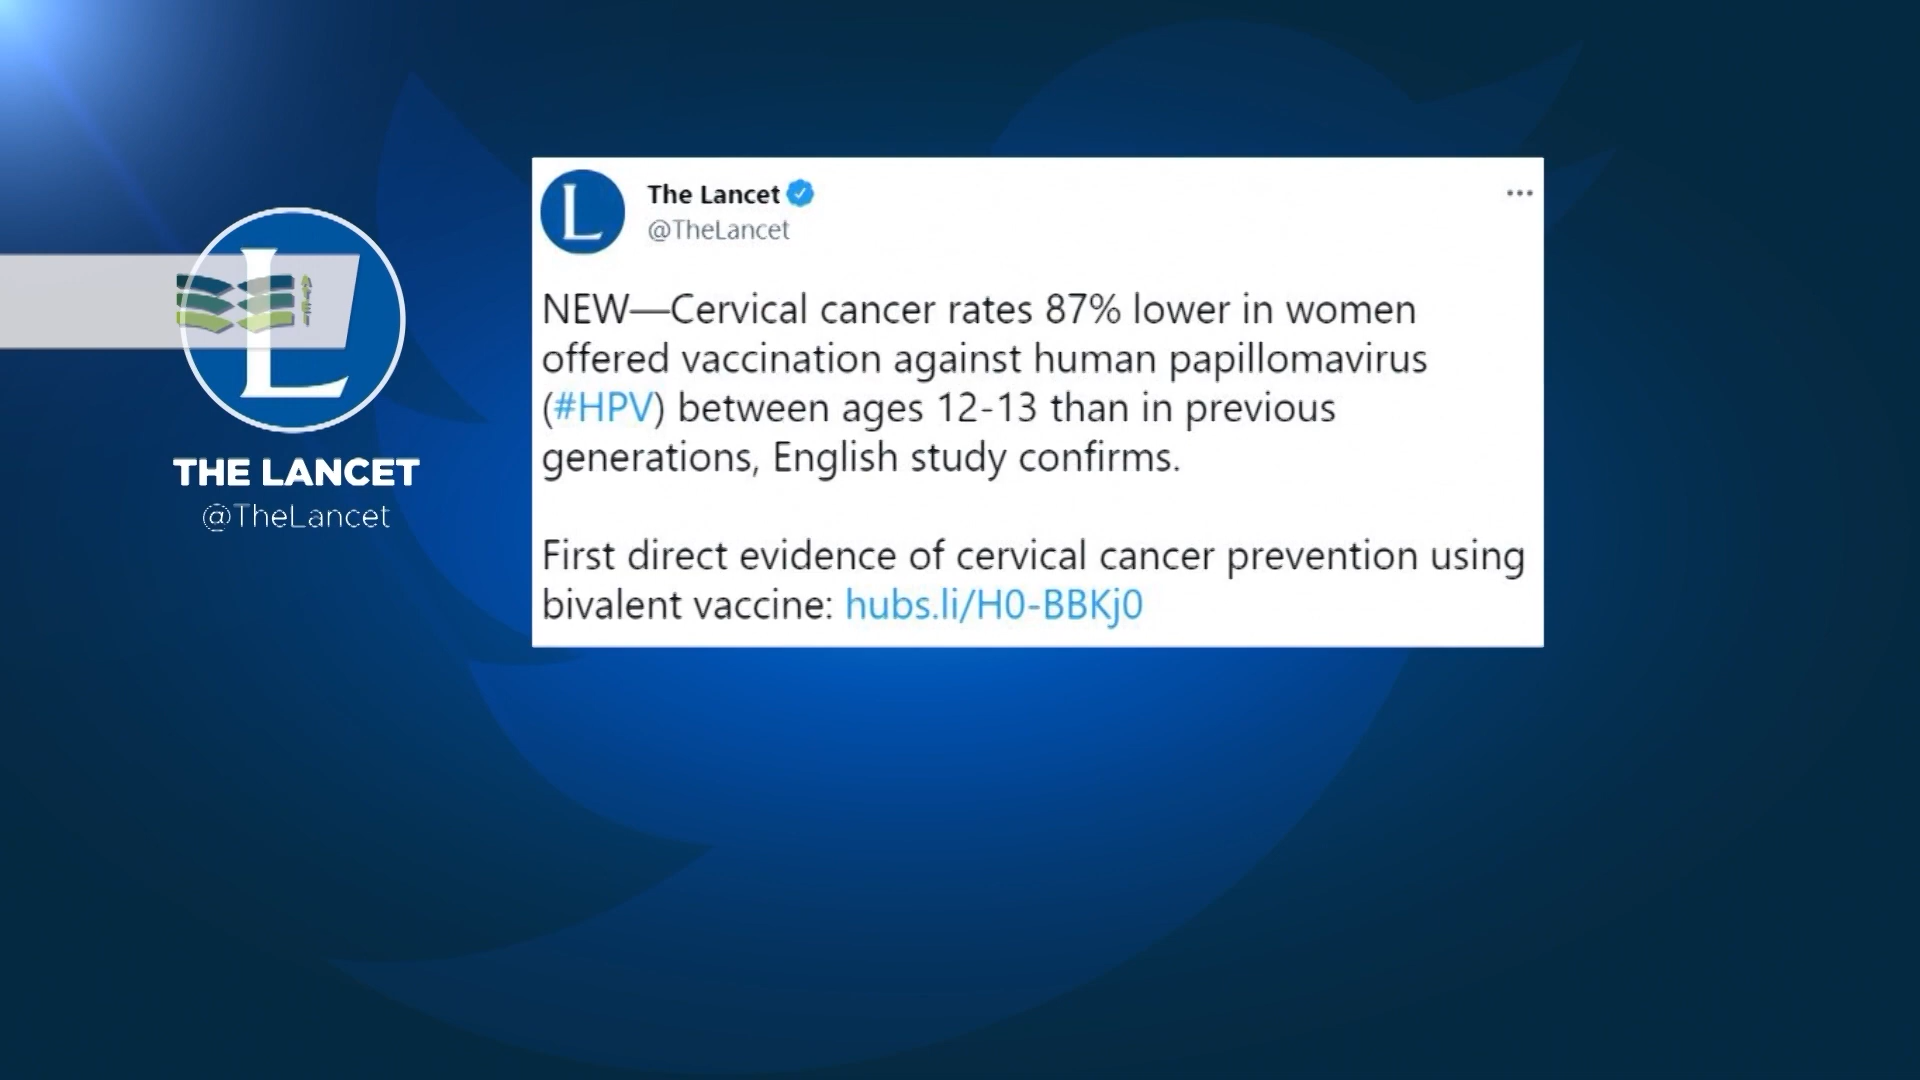 The Lancet
@TheLancet
NEW—Cervical cancer rates 87% lower in women
offered vaccination against human papillomavirus
(#HPV) between ages 12-13 than in previous
generations, English study confirms.
First direct evidence of cervical cancer prevention using
bivalent vaccine: hubs.li/H0-BBKj0
L
L
THE LANCET
@TheLancet